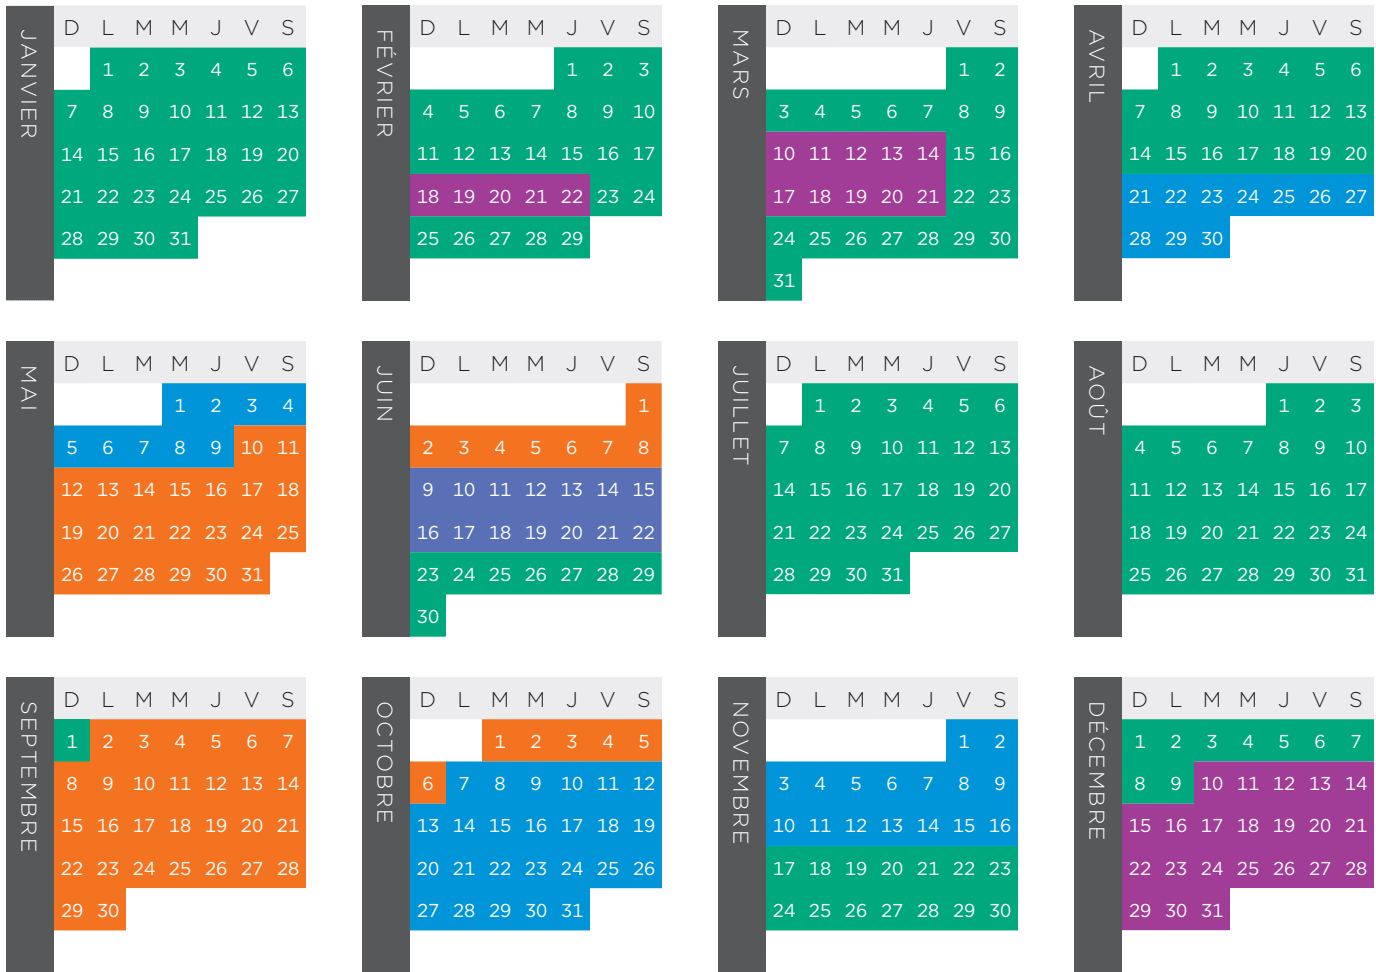 JANVIER
D L M M J V S
1 2 3 4 5 6
7 8 9 10 11 12 13
14 15 16 17 18 19 20
21 22 23 24 25 26 27
28 29 30 31
FÉVRIER
D L M M J V S
1 2 3
4 5 6 7 8 9 10
11 12 13 14 15 16 17
18 19 20 21 22 23 24
25 26 27 28 29
MARS
D L M M J V S
1 2
3 4 5 6 7 8 9
10 11 12 13 14 15 16
17 18 19 20 21 22 23
24 25 26 27 28 29 30
31
AVRIL
D L M M J V S
1 2 3 4 5 6
7 8 9 10 11 12 13
14 15 16 17 18 19 20
21 22 23 24 25 26 27
28 29 30
MAI
D L M M J V S
1 2 3 4
5 6 7 8 9 10 11
12 13 14 15 16 17 18
19 20 21 22 23 24 25
26 27 28 29 30 31
JUIN
D L M M J V S
1
2 3 4 5 6 7 8
9 10 11 12 13 14 15
16 17 18 19 20 21 22
23 24 25 26 27 28 29
30
JUILLET
D L M M J V S
1 2 3 4 5 6
7 8 9 10 11 12 13
14 15 16 17 18 19 20
21 22 23 24 25 26 27
28 29 30 31
AOÛT
D L M M J V S
1 2 3
4 5 6 7 8 9 10
11 12 13 14 15 16 17
18 19 20 21 22 23 24
25 26 27 28 29 30 31
SEPTEMBRE
D L M M J V S
1 2 3 4 5 6 7
8 9 10 11 12 13 14
15 16 17 18 19 20 21
22 23 24 25 26 27 28
29 30
OCTOBRE
D L M M J V S
1 2 3 4 5
6 7 8 9 10 11 12
13 14 15 16 17 18 19
20 21 22 23 24 25 26
27 28 29 30 31
NOVEMBRE
D L M M J V S
1 2
3 4 5 6 7 8 9
10 11 12 13 14 15 16
17 18 19 20 21 22 23
24 25 26 27 28 29 30
DÉCEMBRE
D L M M J V S
1 2 3 4 5 6 7
8 9 10 11 12 13 14
15 16 17 18 19 20 21
22 23 24 25 26 27 28
29 30 31